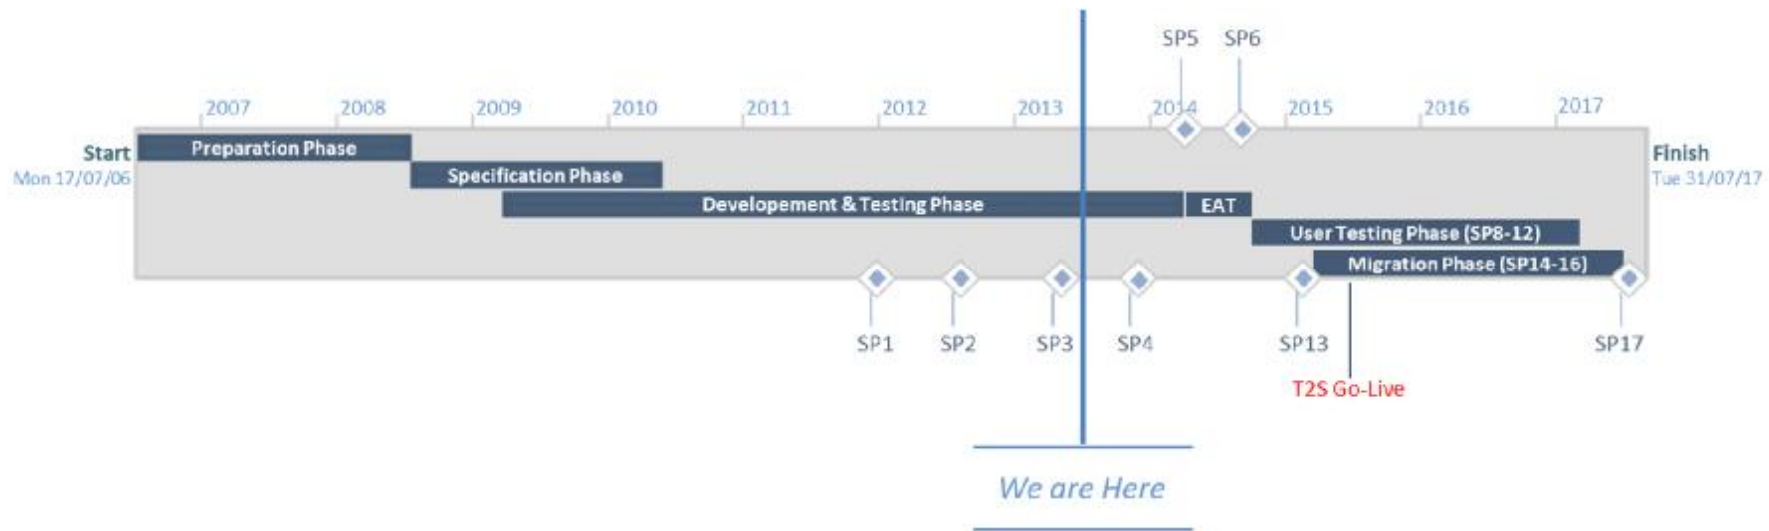 SP5 SP6
2007 2008 2009 2010 2011 2012 2013 2014 2015 2016 2017
Start
Mon 17/07/06
Preparation Phase
Finish
Tue 31/07/17
Specification Phase
Developement & Testing Phase
EAT
User Testing Phase (SP8-12)
Migration Phase (SP14-16)
SP1 SP2 SP3 SP4 SP13 SP17
T2S Go-Live
We are Here